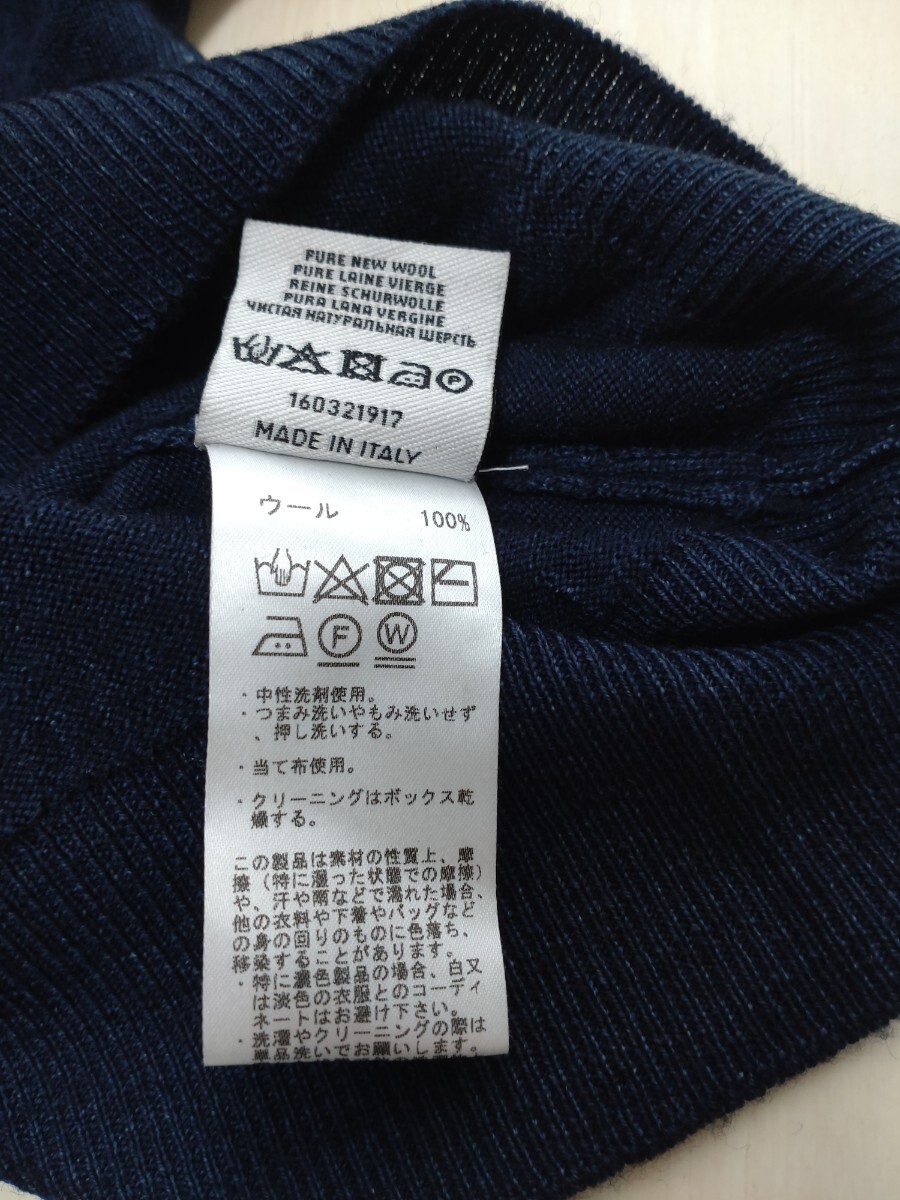 PURE NEW WOOL
PURE LAINE VIERGE
REINE SCHURWOLLE
PURA LANA VERGINE
ЧИСТАЯ НАТУРАЛЬНАЯ ШЕРСТЬ
P
160321917
MADE IN ITALY
ウール 100%
F W
・中性洗剤使用。
・つまみ洗いやもみ洗いせず
、押し洗いする。
・当て布使用。
・クリーニングはボックス乾
燥する。
この製品は素材の性質上、摩
擦(特に湿った状態での摩擦)
や、汗や雨などで濡れた場合、
他の衣料や下着やバッグなど
の身の回りのものに色落ち、
移染することがあります。
・特に濃色製品の場合、白又
は淡色の衣服とのコーディ
ネートはお避け下さい。
・洗濯やクリーニングの際は
単品洗いでお願いします。